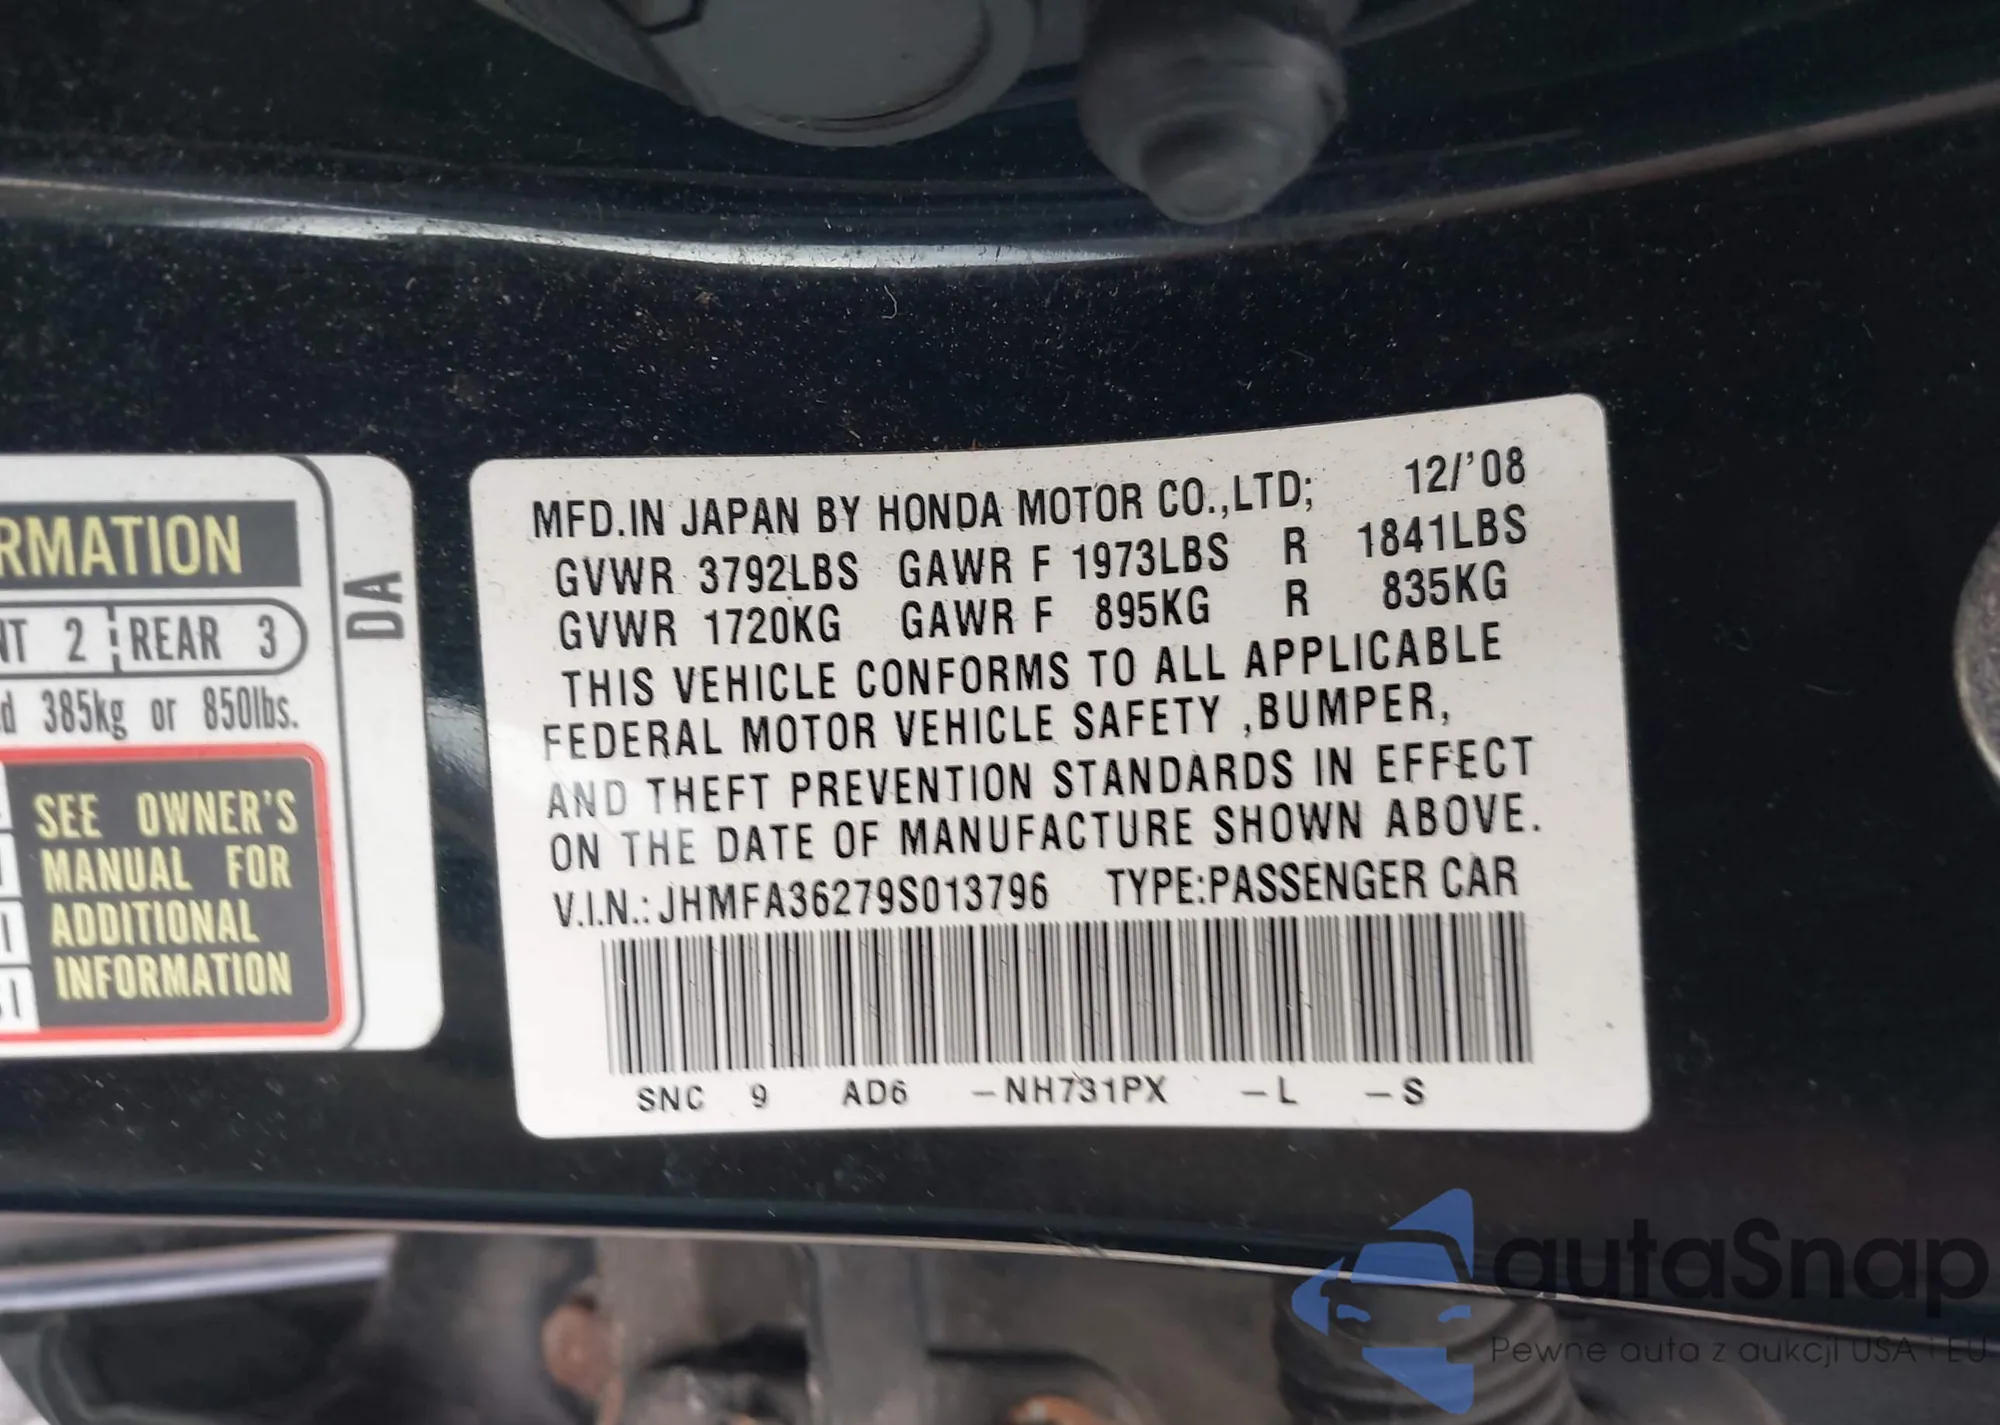 RMATION
NT 2 REAR 3
d 385kg or 850lbs.
SEE OWNER'S
MANUAL FOR
ADDITIONAL
INFORMATION
DA
MFD.IN JAPAN BY HONDA MOTOR CO.,LTD; 12/'08
GVWR 3792LBS GAWR F 1973LBS R 1841LBS
GVWR 1720KG GAWR F 895KG R 835KG
THIS VEHICLE CONFORMS TO ALL APPLICABLE
FEDERAL MOTOR VEHICLE SAFETY ,BUMPER,
AND THEFT PREVENTION STANDARDS IN EFFECT
ON THE DATE OF MANUFACTURE SHOWN ABOVE.
V.I.N.: JHMFA36279S013796 TYPE:PASSENGER CAR
SNC 9 AD6 -NH731PX -L -S
autaSnap
Pewne auta z aukcji USA i EU